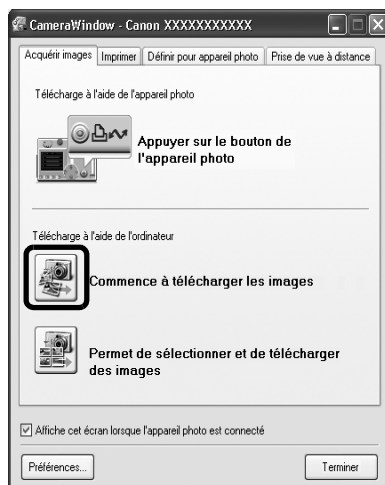 CameraWindow - Canon XXXXXXXXXXX
Acquérir images Imprimer Définir pour appareil photo Prise de vue à distance
Télécharge à l'aide de l'appareil photo
Appuyer sur le bouton de
l'appareil photo
Télécharge à l'aide de l'ordinateur
Commence à télécharger les images
Permet de sélectionner et de télécharger
des images
Affiche cet écran lorsque l'appareil photo est connecté
Préférences... Terminer